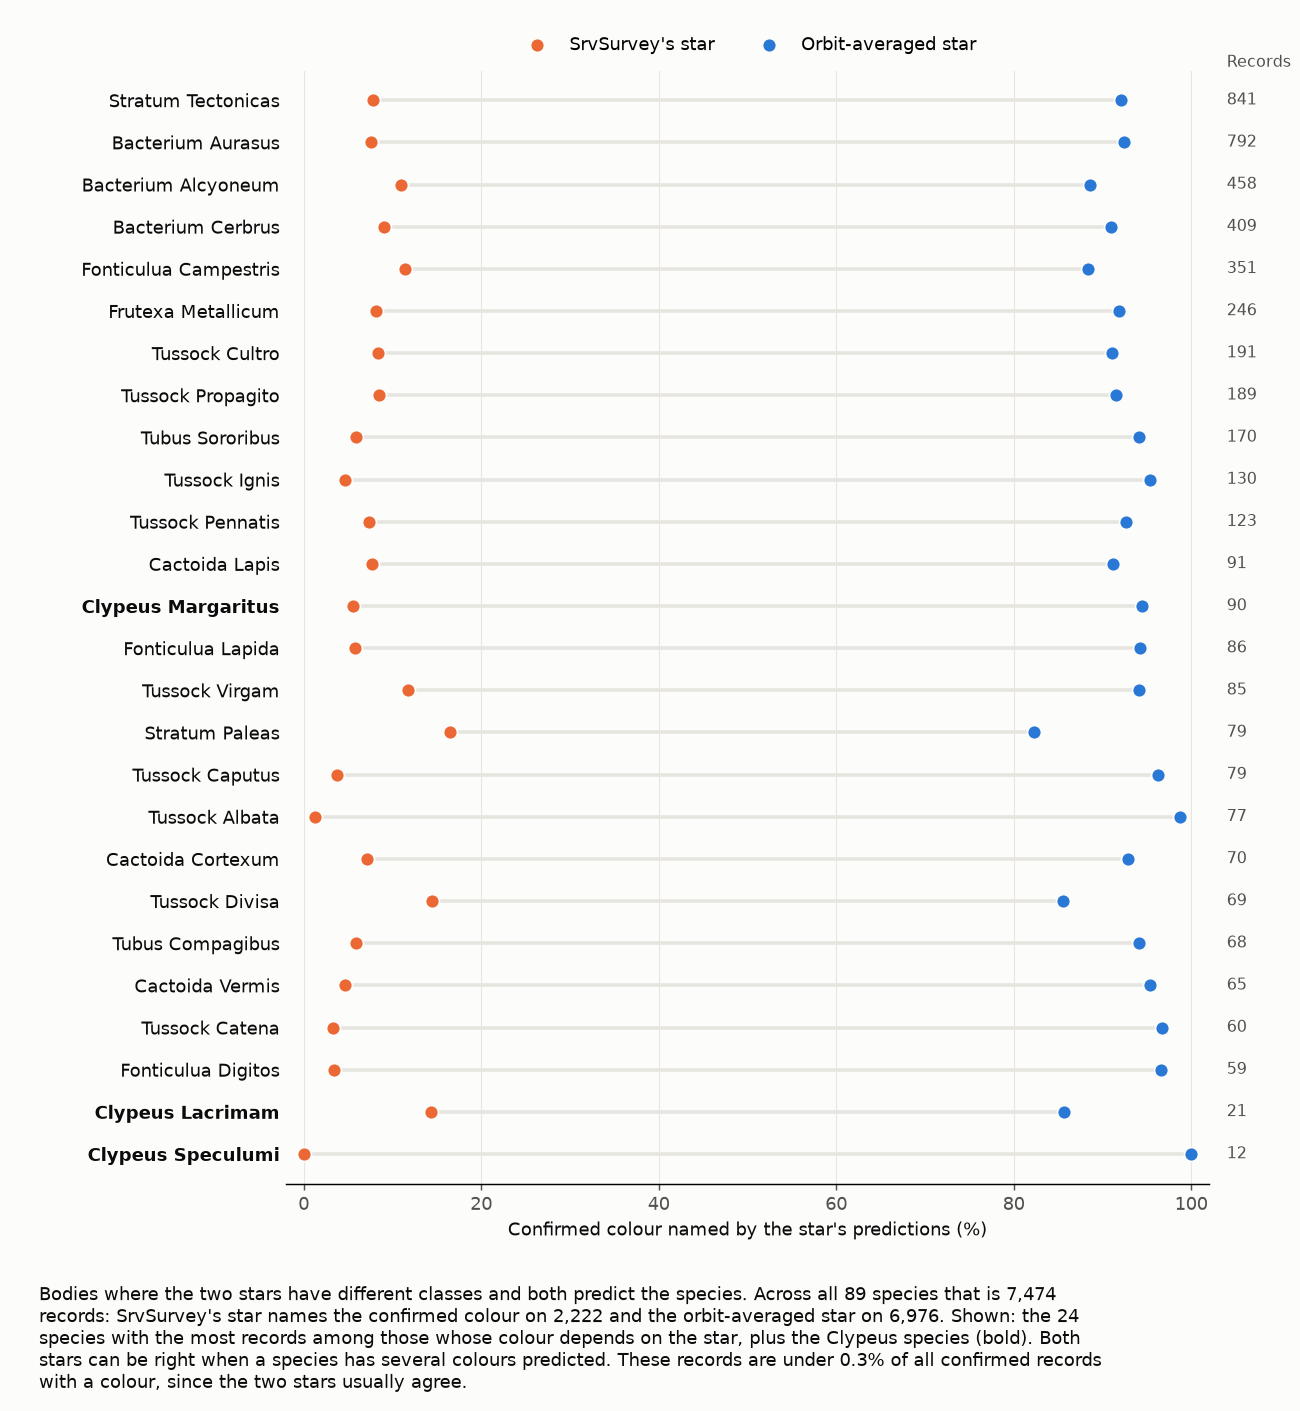 SrvSurvey's star
Orbit-averaged star
Records
Stratum Tectonicas 841
Bacterium Aurasus 792
Bacterium Alcyoneum 458
Bacterium Cerbrus 409
Fonticulua Campestris 351
Frutexa Metallicum 246
Tussock Cultro 191
Tussock Propagito 189
Tubus Sororibus 170
Tussock Ignis 130
Tussock Pennatis 123
Cactoida Lapis 91
Clypeus Margaritus 90
Fonticulua Lapida 86
Tussock Virgam 85
Stratum Paleas 79
Tussock Caputus 79
Tussock Albata 77
Cactoida Cortexum 70
Tussock Divisa 69
Tubus Compagibus 68
Cactoida Vermis 65
Tussock Catena 60
Fonticulua Digitos 59
Clypeus Lacrimam 21
Clypeus Speculumi 12
0 20 40 60 80 100
Confirmed colour named by the star's predictions (%)
Bodies where the two stars have different classes and both predict the species. Across all 89 species that is 7,474
records: SrvSurvey's star names the confirmed colour on 2,222 and the orbit-averaged star on 6,976. Shown: the 24
species with the most records among those whose colour depends on the star, plus the Clypeus species (bold). Both
stars can be right when a species has several colours predicted. These records are under 0.3% of all confirmed records
with a colour, since the two stars usually agree.